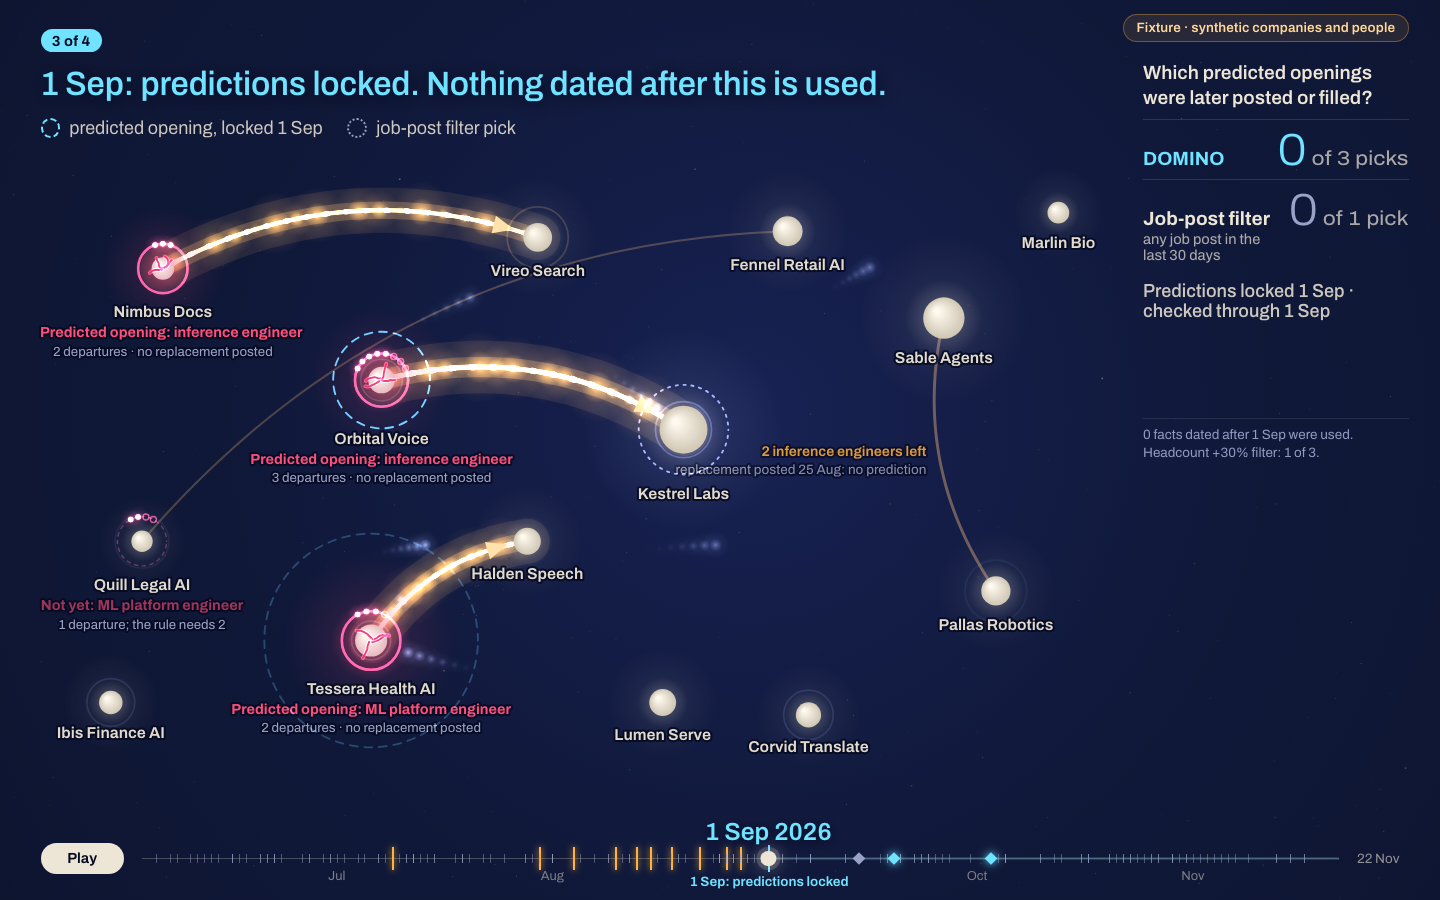 3 of 4
Fixture · synthetic companies and people
1 Sep: predictions locked. Nothing dated after this is used.
predicted opening, locked 1 Sep
job-post filter pick
Which predicted openings
were later posted or filled?
DOMINO
0 of 3 picks
Job-post filter
0 of 1 pick
any job post in the
last 30 days
Predictions locked 1 Sep ·
checked through 1 Sep
0 facts dated after 1 Sep were used.
Headcount +30% filter: 1 of 3.
Marlin Bio
Fennel Retail AI
Vireo Search
Nimbus Docs
Predicted opening: inference engineer
2 departures · no replacement posted
Sable Agents
Orbital Voice
Predicted opening: inference engineer
3 departures · no replacement posted
2 inference engineers left
replacement posted 25 Aug: no prediction
Kestrel Labs
Halden Speech
Quill Legal AI
Not yet: ML platform engineer
1 departure; the rule needs 2
Pallas Robotics
Tessera Health AI
Predicted opening: ML platform engineer
2 departures · no replacement posted
Ibis Finance AI
Lumen Serve
Corvid Translate
1 Sep 2026
Play
22 Nov
Jul
Aug
1 Sep: predictions locked
Oct
Nov